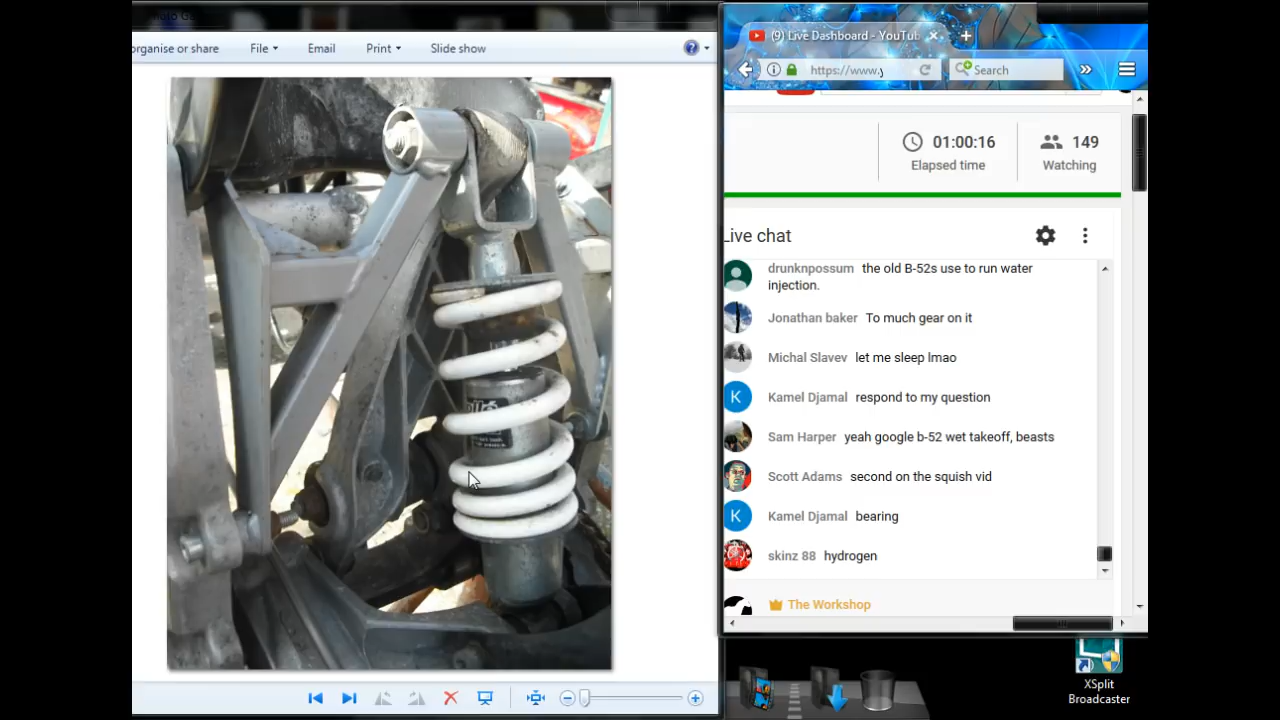 organise or share
File
Email
Print
Slide show
(9) Live Dashboard - YouTu
https://www.y
Search
01:00:16
Elapsed time
149
Watching
Live chat
drunknpossum the old B-52s use to run water
injection.
Jonathan baker To much gear on it
Michal Slavev let me sleep lmao
K
Kamel Djamal respond to my question
Sam Harper yeah google b-52 wet takeoff, beasts
Scott Adams second on the squish vid
K
Kamel Djamal bearing
skinz 88 hydrogen
The Workshop
XSplit
Broadcaster